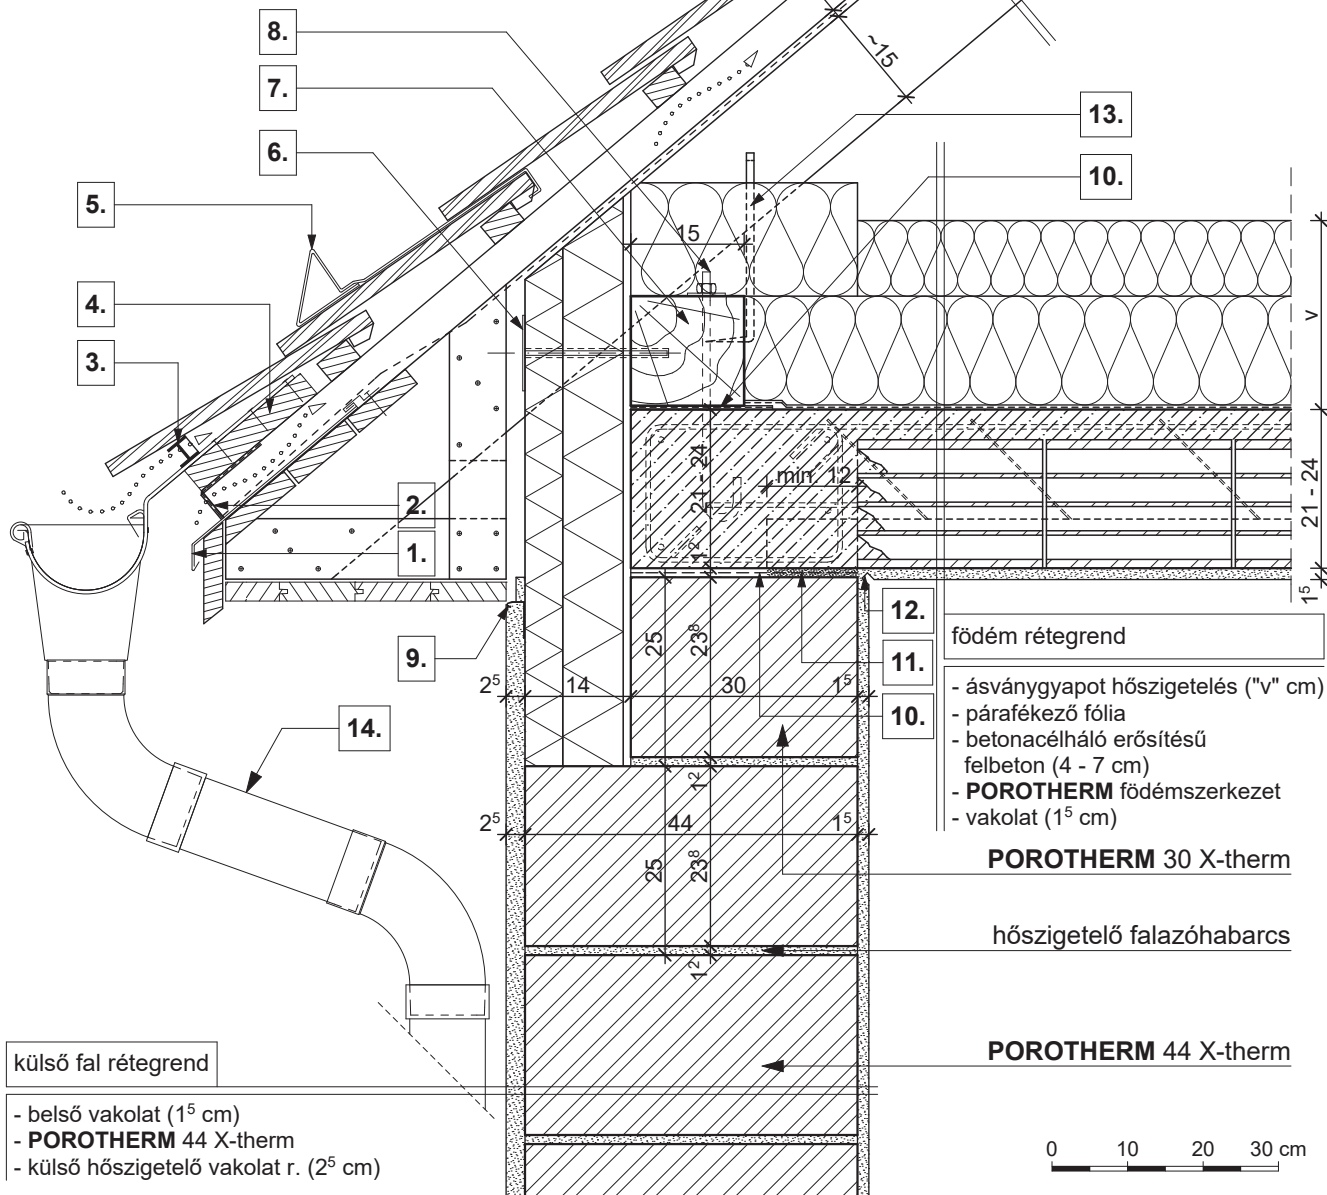 8.
7.
6.
5.
4.
3.
2.
1.
9.
14.
13.
10.
12.
11.
10.
~15
15
v
21 - 24
21 - 24
min. 12
1²
1⁵
25
23⁸
2⁵
14
30
1⁵
1²
2⁵
44
1⁵
25
23⁸
1²
födém rétegrend
- ásványgyapot hőszigetelés ("v" cm)
- párafékező fólia
- betonacélháló erősítésű
felbeton (4 - 7 cm)
- POROTHERM födémszerkezet
- vakolat (1⁵ cm)
POROTHERM 30 X-therm
hőszigetelő falazóhabarcs
POROTHERM 44 X-therm
külső fal rétegrend
- belső vakolat (1⁵ cm)
- POROTHERM 44 X-therm
- külső hőszigetelő vakolat r. (2⁵ cm)
0 10 20 30 cm